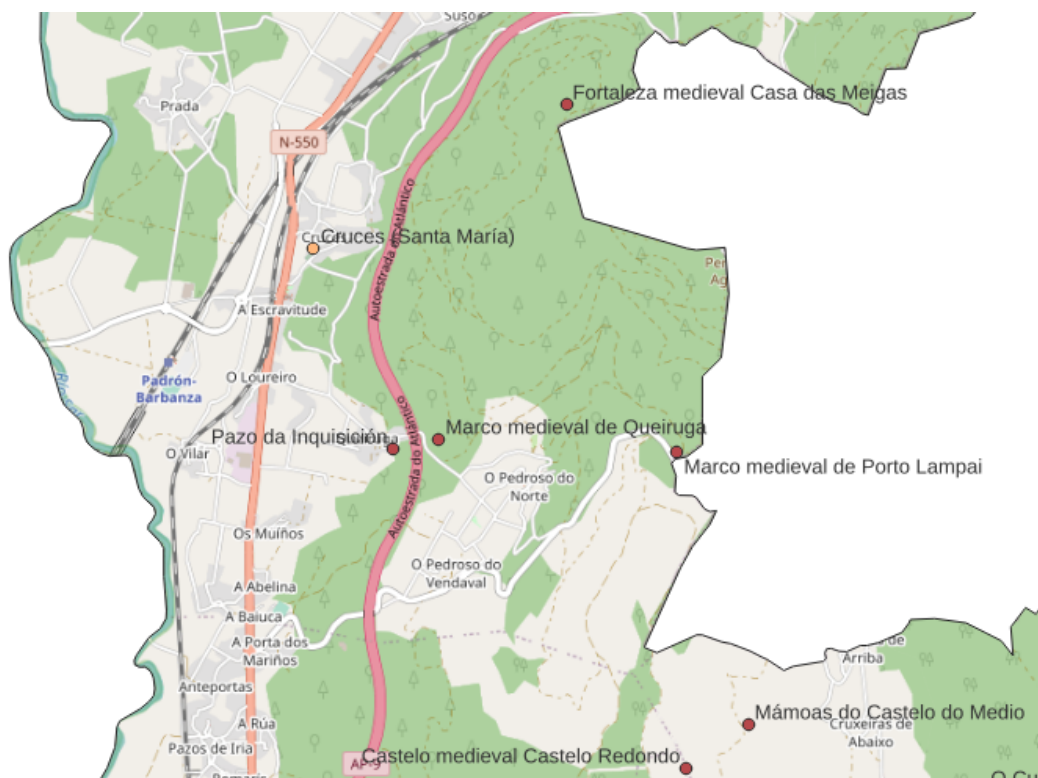 Suso
Fortaleza medieval Casa das Meigas
Prada
N-550
Autoestrada do Atlántico
Cruces (Santa María)
A Escravitude
Padrón-
Barbanza
O Loureiro
Pazo da Inquisición
Marco medieval de Queiruga
Marco medieval de Porto Lampai
O Vilar
Autoestrada do Atlántico
O Pedroso do
Norte
Os Muíños
O Pedroso do
Vendaval
A Abelina
A Baiuca
A Porta dos
Mariños
Arriba
Anteportas
A Rúa
Mámoas do Castelo do Medio
Cruxeiras de
Abaixo
Pazos de Iria
Castelo medieval Castelo Redondo
AP-9